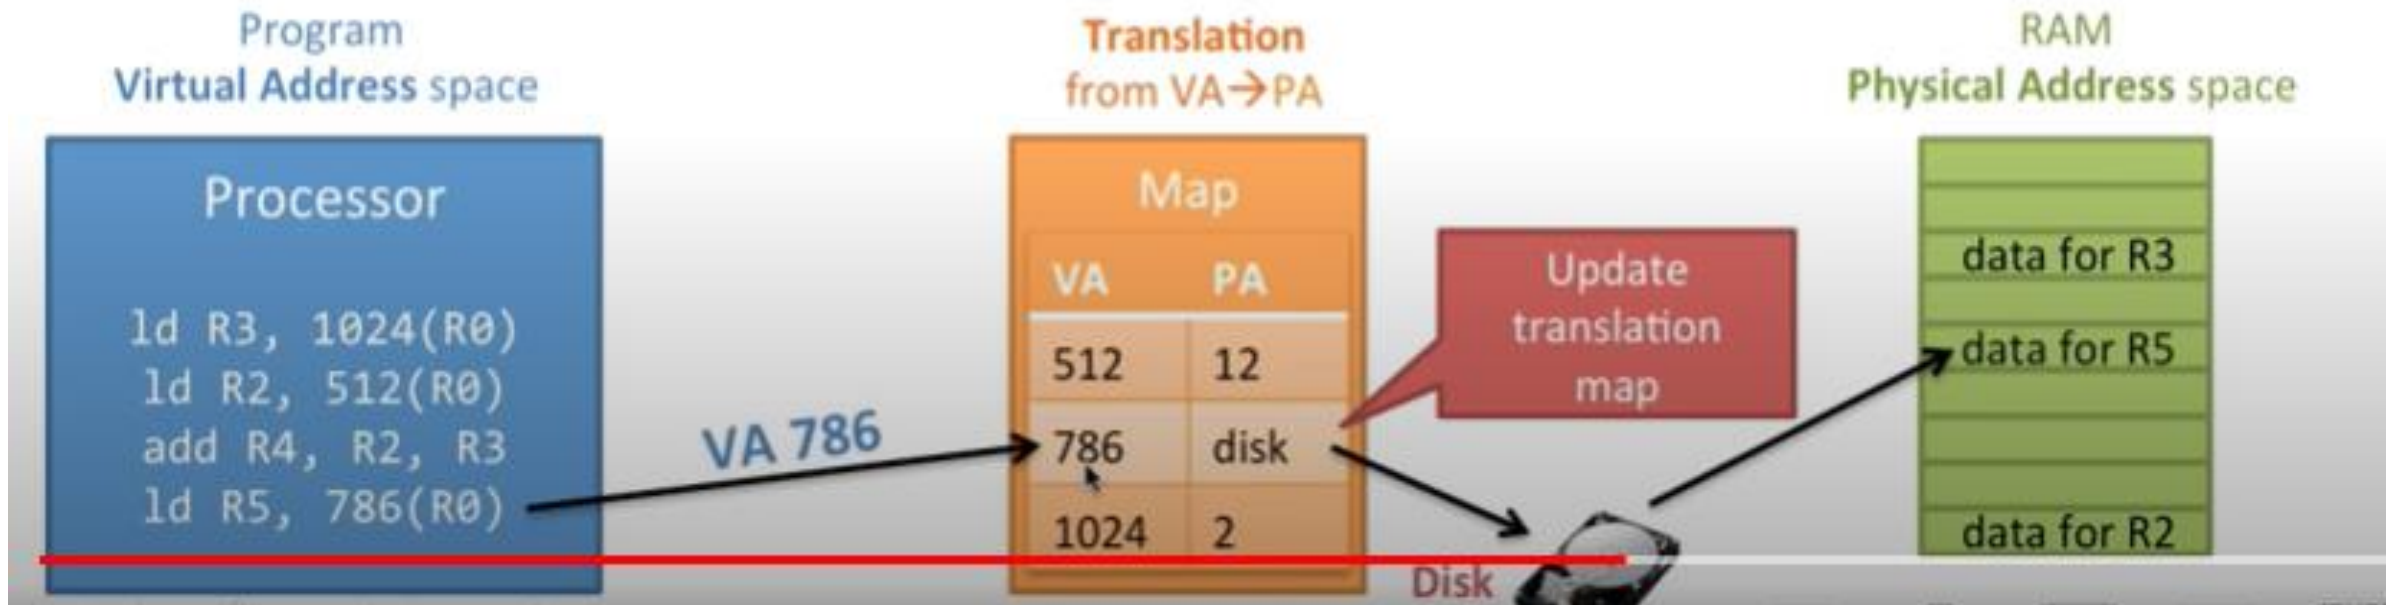 Program
Virtual Address space
Processor
ld R3, 1024(R0)
ld R2, 512(R0)
add R4, R2, R3
ld R5, 786(R0)
VA 786
Translation
from VA→PA
Map
VA PA
512 12
786 disk
1024 2
Update
translation
map
Disk
RAM
Physical Address space
data for R3
data for R5
data for R2